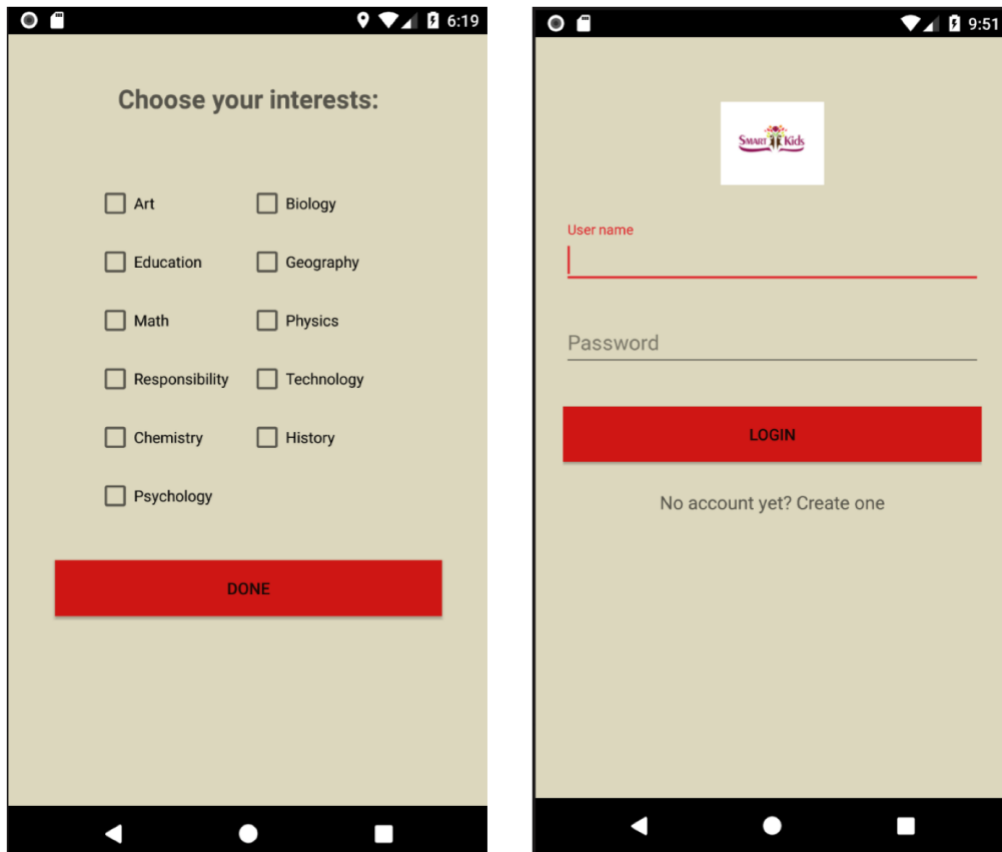 6:19
Choose your interests:
Art Biology
Education Geography
Math Physics
Responsibility Technology
Chemistry History
Psychology
DONE
9:51
SMART Kids
User name
Password
LOGIN
No account yet? Create one